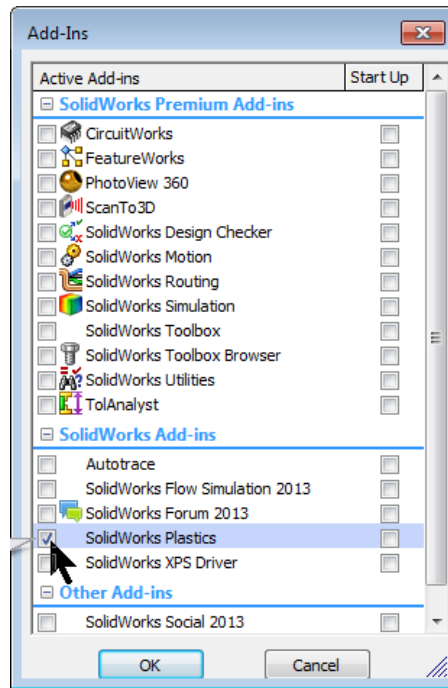 Add-Ins
Active Add-ins Start Up
SolidWorks Premium Add-ins
CircuitWorks
FeatureWorks
PhotoView 360
ScanTo3D
SolidWorks Design Checker
SolidWorks Motion
SolidWorks Routing
SolidWorks Simulation
SolidWorks Toolbox
SolidWorks Toolbox Browser
SolidWorks Utilities
TolAnalyst
SolidWorks Add-ins
Autotrace
SolidWorks Flow Simulation 2013
SolidWorks Forum 2013
SolidWorks Plastics
SolidWorks XPS Driver
Other Add-ins
SolidWorks Social 2013
OK Cancel